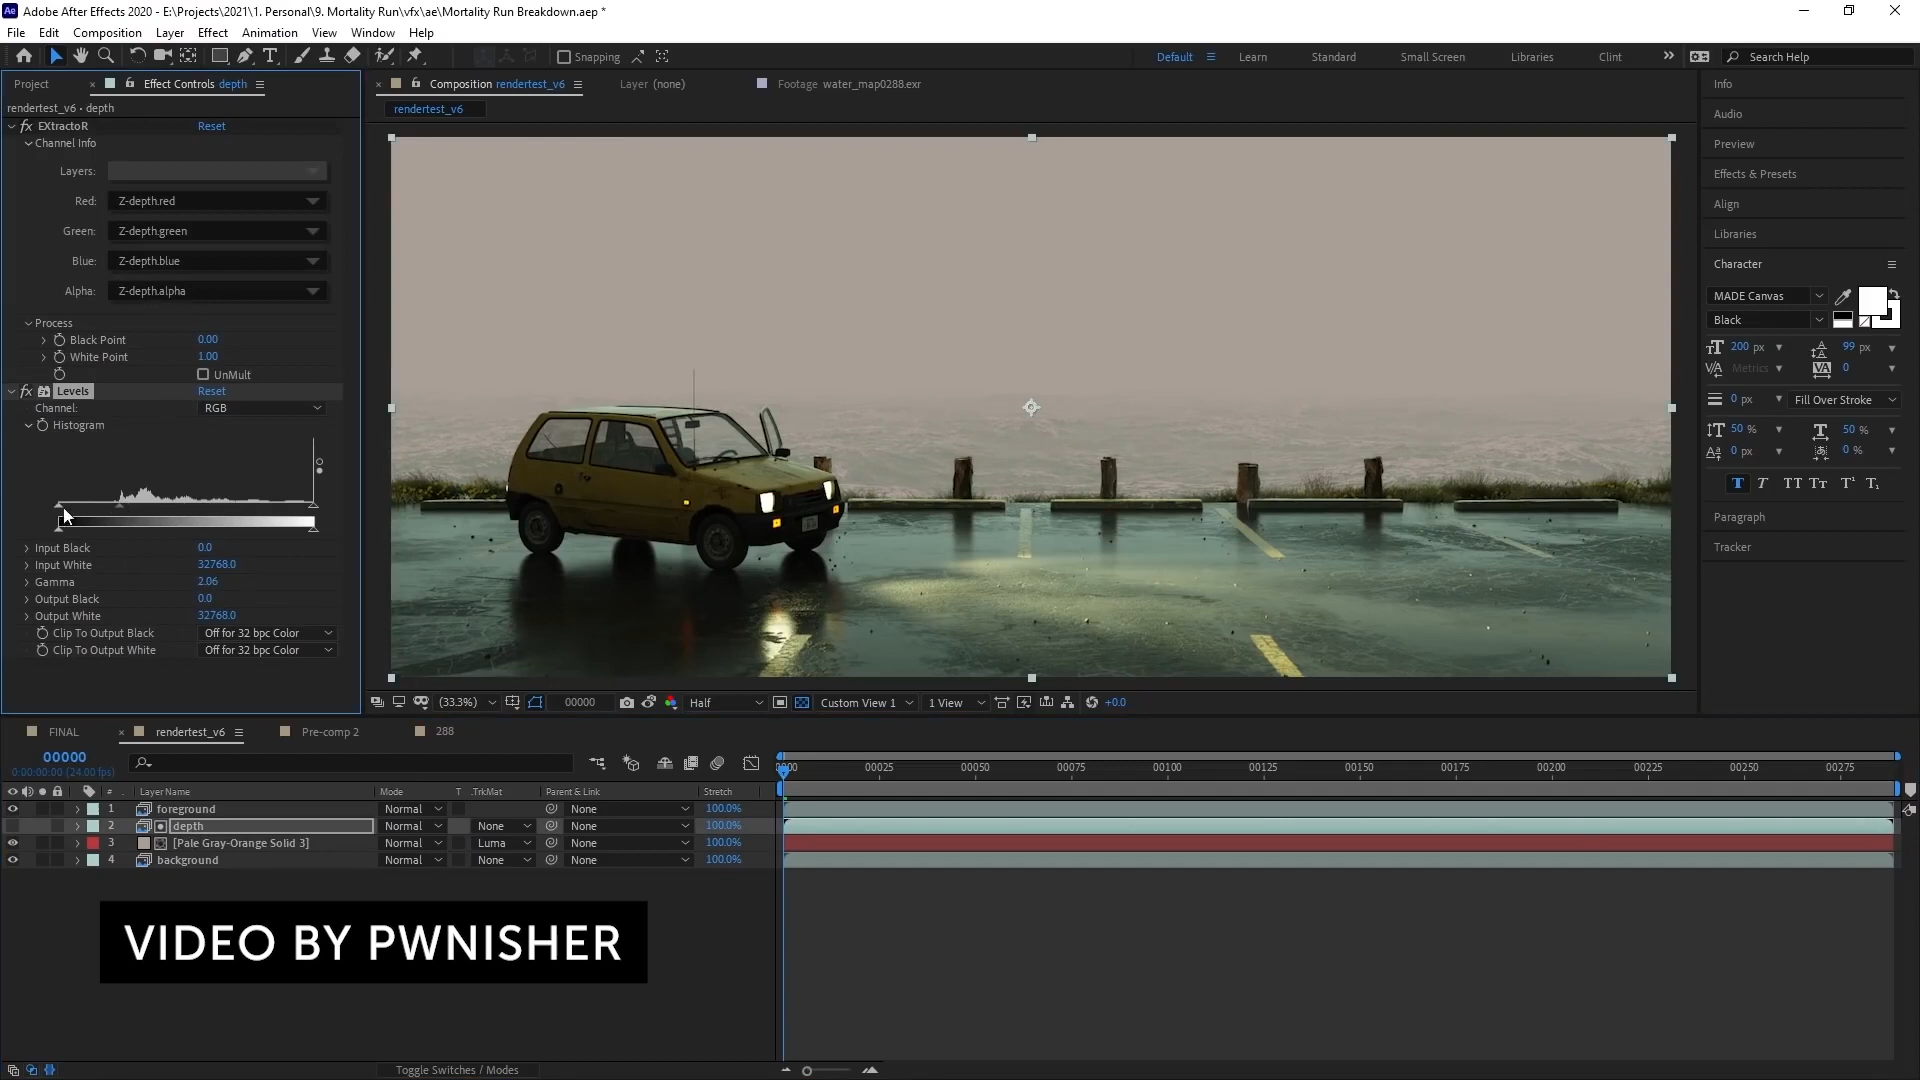 Adobe After Effects 2020 - E:\Projects\2021\1. Personal\9. Mortality Run\vfx\ae\Mortality Run Breakdown.aep *
File Edit Composition Layer Effect Animation View Window Help
Snapping
Default Learn Standard Small Screen Libraries Clint Search Help
Project Effect Controls depth
Composition rendertest_v6 Layer (none) Footage water_map0288.exr
rendertest_v6 • depth
rendertest_v6
fx EXtractoR Reset
Channel Info
Layers:
Red: Z-depth.red
Green: Z-depth.green
Blue: Z-depth.blue
Alpha: Z-depth.alpha
Process
Black Point 0.00
White Point 1.00
UnMult
fx Levels Reset
Channel: RGB
Histogram
Input Black 0.0
Input White 32768.0
Gamma 2.06
Output Black 0.0
Output White 32768.0
Clip To Output Black Off for 32 bpc Color
Clip To Output White Off for 32 bpc Color
(33.3%) 00000 Half Custom View 1 1 View +0.0
Info
Audio
Preview
Effects & Presets
Align
Libraries
Character
MADE Canvas
Black
200 px 99 px
Metrics 0
0 px Fill Over Stroke
50 % 50 %
0 px 0 %
Paragraph
Tracker
FINAL rendertest_v6 Pre-comp 2 288
00000
0:00:00:00 (24.00 fps)
0000 00025 00050 00075 00100 00125 00150 00175 00200 00225 00250 00275
# Layer Name Mode T .TrkMat Parent & Link Stretch
1 foreground Normal None 100.0%
2 depth Normal None None 100.0%
3 [Pale Gray-Orange Solid 3] Normal Luma None 100.0%
4 background Normal None None 100.0%
VIDEO BY PWNISHER
Toggle Switches / Modes